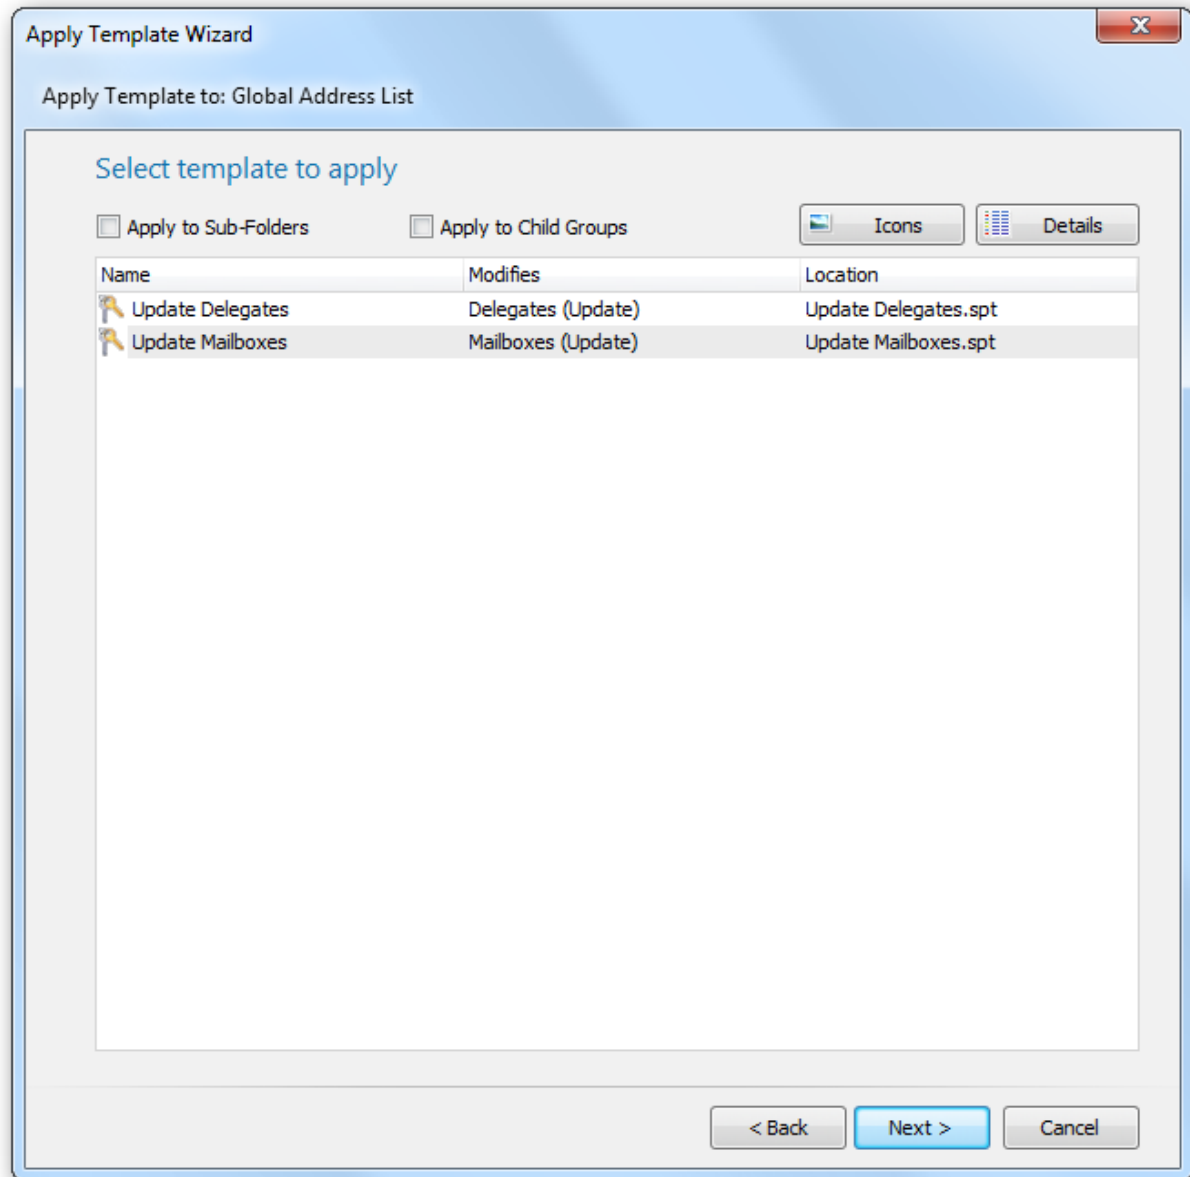 Apply Template Wizard
Apply Template to: Global Address List
Select template to apply
Apply to Sub-Folders Apply to Child Groups Icons Details
Name Modifies Location
Update Delegates Delegates (Update) Update Delegates.spt
Update Mailboxes Mailboxes (Update) Update Mailboxes.spt
< Back Next > Cancel